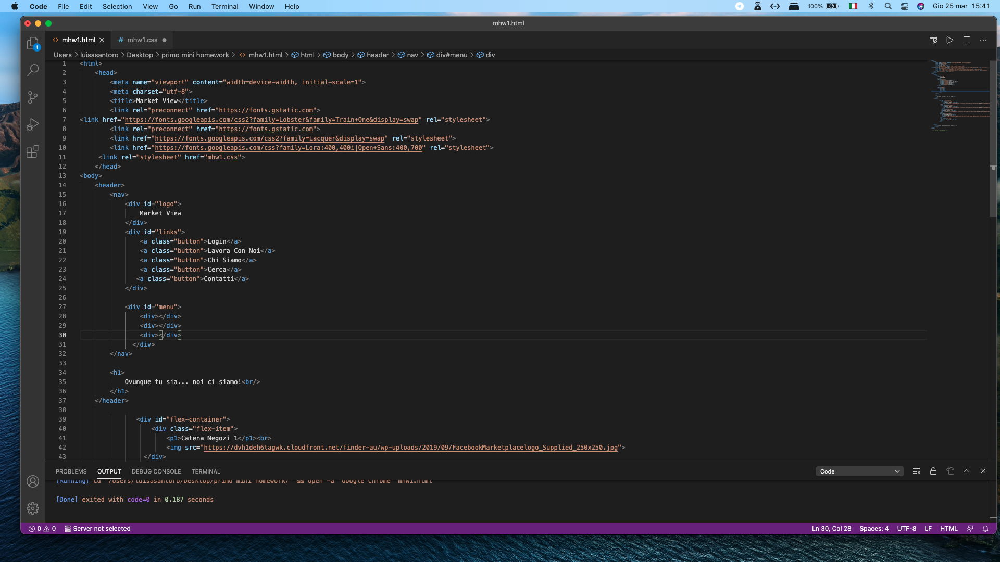 Code File Edit Selection View Go Run Terminal Window Help 100% Gio 25 mar 15:41
mhw1.html
<> mhw1.html # mhw1.css
1
Users > luisasantoro > Desktop > primo mini homework > <> mhw1.html > html > body > header > nav > div#menu > div
1 <html>
2 <head>
3 <meta name="viewport" content="width=device-width, initial-scale=1">
4 <meta charset="utf-8">
5 <title>Market View</title>
6 <link rel="preconnect" href="https://fonts.gstatic.com">
7 <link href="https://fonts.googleapis.com/css2?family=Lobster&family=Train+One&display=swap" rel="stylesheet">
8 <link rel="preconnect" href="https://fonts.gstatic.com">
9 <link href="https://fonts.googleapis.com/css2?family=Lacquer&display=swap" rel="stylesheet">
10 <link href="https://fonts.googleapis.com/css?family=Lora:400,400i|Open+Sans:400,700" rel="stylesheet">
11 <link rel="stylesheet" href="mhw1.css">
12 </head>
13 <body>
14 <header>
15 <nav>
16 <div id="logo">
17 Market View
18 </div>
19 <div id="links">
20 <a class="button">Login</a>
21 <a class="button">Lavora Con Noi</a>
22 <a class="button">Chi Siamo</a>
23 <a class="button">Cerca</a>
24 <a class="button">Contatti</a>
25 </div>
26
27 <div id="menu">
28 <div></div>
29 <div></div>
30 <div></div>
31 </div>
32 </nav>
33
34 <h1>
35 Ovunque tu sia... noi ci siamo!<br/>
36 </h1>
37 </header>
38
39 <div id="flex-container">
40 <div class="flex-item">
41 <p1>Catena Negozi 1</p1><br>
42 <img src="https://dvh1deh6tagwk.cloudfront.net/finder-au/wp-uploads/2019/09/FacebookMarketplacelogo_Supplied_250x250.jpg">
43 </div>
PROBLEMS OUTPUT DEBUG CONSOLE TERMINAL Code
[Running] cd "/Users/luisasantoro/Desktop/primo mini homework/" && open -a "Google Chrome" mhw1.html
[Done] exited with code=0 in 0.187 seconds
0 0 Server not selected Ln 30, Col 28 Spaces: 4 UTF-8 LF HTML